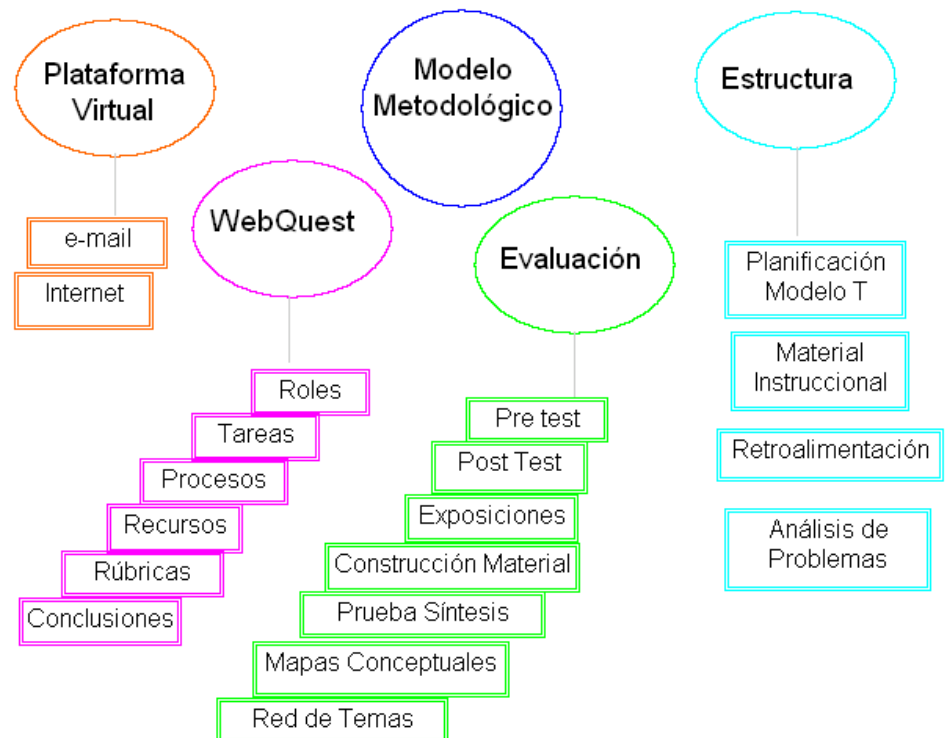 Plataforma
Virtual
e-mail
Internet
WebQuest
Roles
Tareas
Procesos
Recursos
Rúbricas
Conclusiones
Modelo
Metodológico
Evaluación
Pre test
Post Test
Exposiciones
Construcción Material
Prueba Síntesis
Mapas Conceptuales
Red de Temas
Estructura
Planificación
Modelo T
Material
Instruccional
Retroalimentación
Análisis de
Problemas